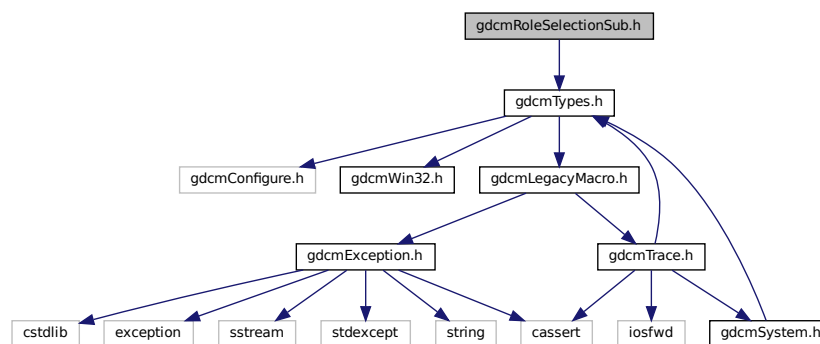 gdcmRoleSelectionSub.h
gdcmTypes.h
gdcmConfigure.h
gdcmWin32.h
gdcmLegacyMacro.h
gdcmException.h
gdcmTrace.h
cstdlib
exception
sstream
stdexcept
string
cassert
iosfwd
gdcmSystem.h